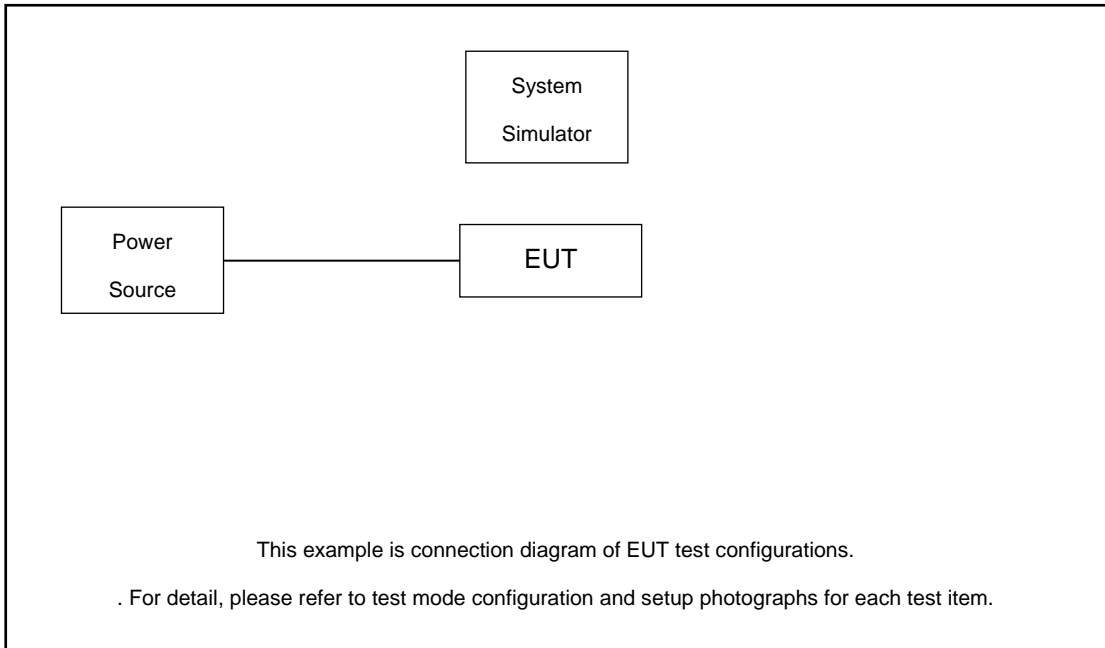 System
Simulator
Power
Source
EUT
This example is connection diagram of EUT test configurations.
. For detail, please refer to test mode configuration and setup photographs for each test item.